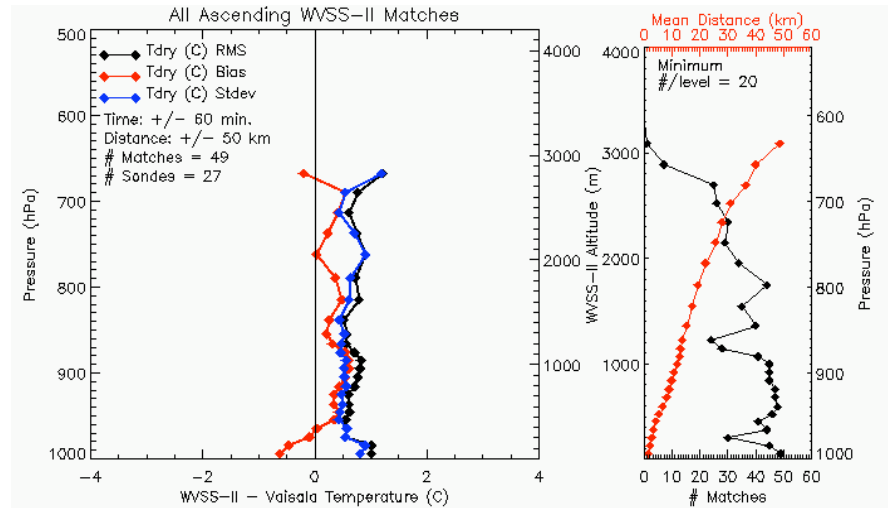 All Ascending WVSS-II Matches
Mean Distance (km)
0 10 20 30 40 50 60
500
600
700
800
900
1000
Pressure (hPa)
Tdry (C) RMS
Tdry (C) Bias
Tdry (C) Stdev
Time: +/- 60 min.
Distance: +/- 50 km
# Matches = 49
# Sondes = 27
4000
3000
2000
1000
WVSS-II Altitude (m)
-4 -2 0 2 4
WVSS-II - Vaisala Temperature (C)
4000
3000
2000
1000
0
Minimum
#/level = 20
600
700
800
900
1000
Pressure (hPa)
0 10 20 30 40 50 60
# Matches